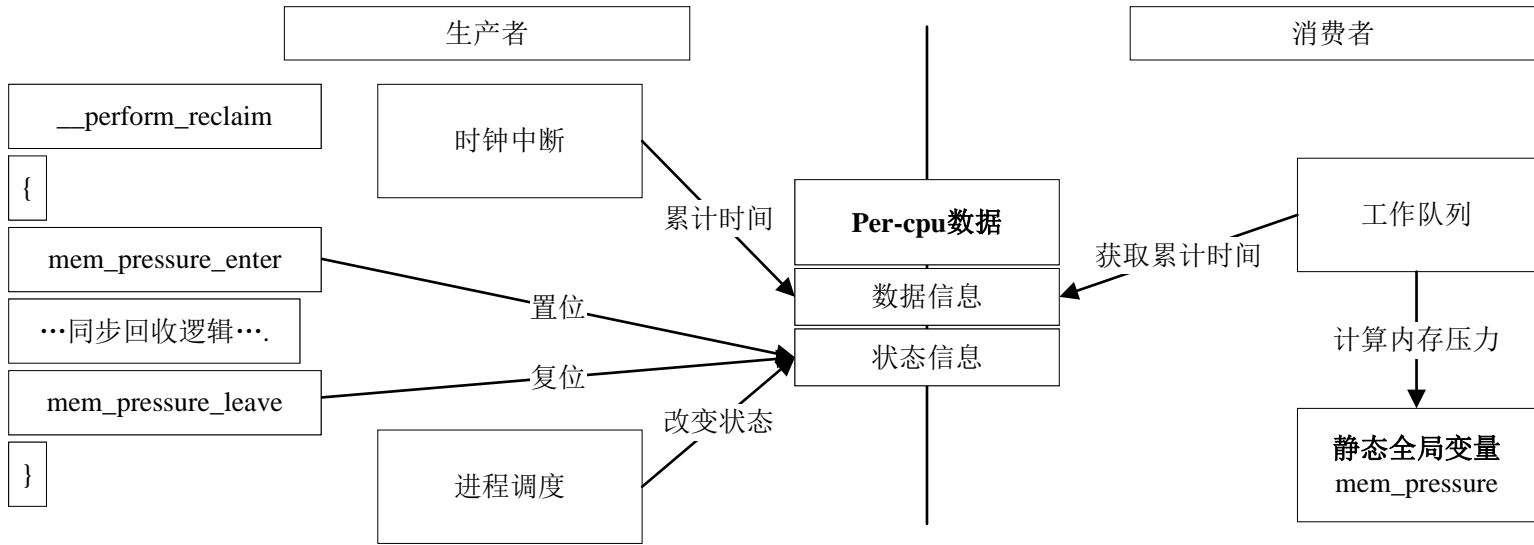 生产者
消费者
__perform_reclaim
{
mem_pressure_enter
…同步回收逻辑….
mem_pressure_leave
}
时钟中断
进程调度
累计时间
置位
复位
改变状态
Per-cpu数据
数据信息
状态信息
获取累计时间
工作队列
计算内存压力
静态全局变量
mem_pressure